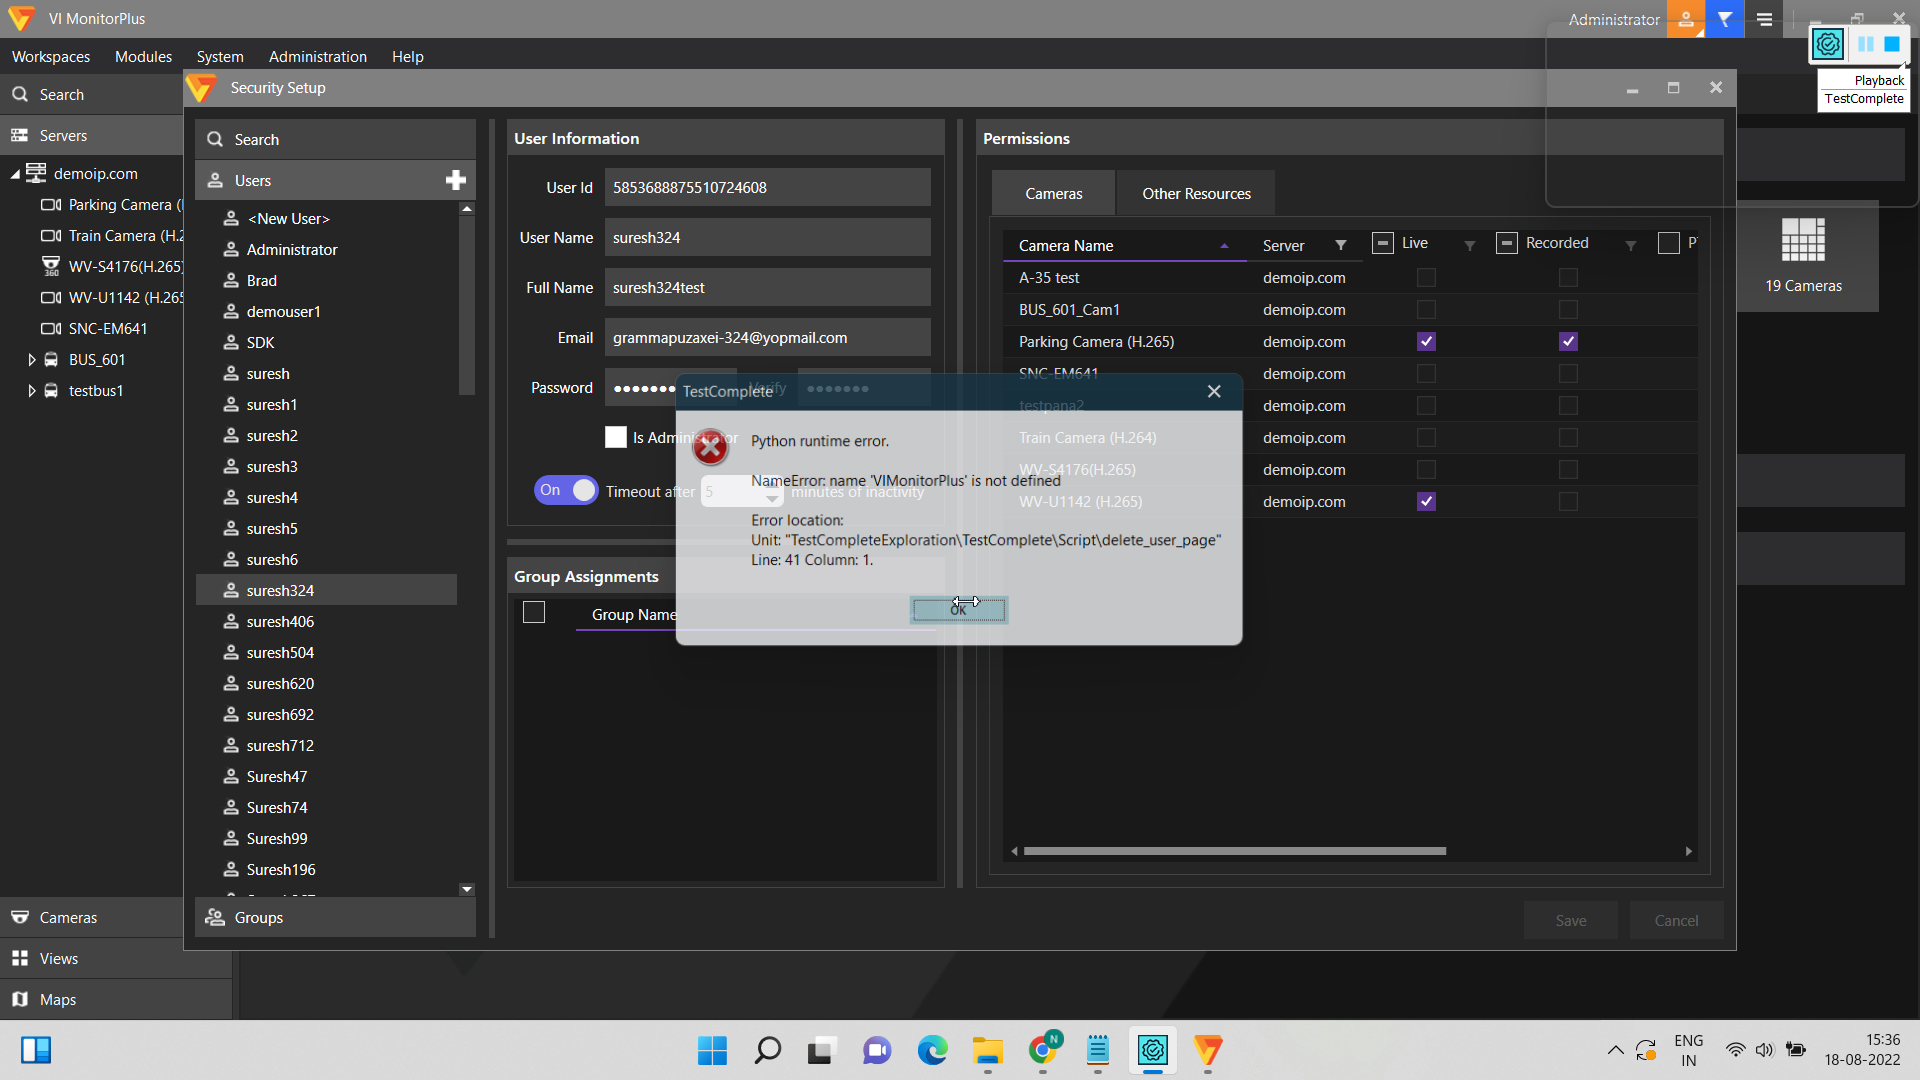 VI MonitorPlus
Administrator
Workspaces
Modules
System
Administration
Help
Playback
TestComplete
Search
Servers
demoip.com
Parking Camera (
Train Camera (H.2
WV-S4176(H.265)
WV-U1142 (H.265
SNC-EM641
BUS_601
testbus1
Cameras
Views
Maps
Security Setup
Search
Users
<New User>
Administrator
Brad
demouser1
SDK
suresh
suresh1
suresh2
suresh3
suresh4
suresh5
suresh6
suresh324
suresh406
suresh504
suresh620
suresh692
suresh712
Suresh47
Suresh74
Suresh99
Suresh196
Groups
User Information
User Id 5853688875510724608
User Name suresh324
Full Name suresh324test
Email grammapuzaxei-324@yopmail.com
Password ●●●●●●● Verify ●●●●●●●
Is Administrator
On Timeout after 5 minutes of inactivity
Group Assignments
Group Name
Permissions
Cameras
Other Resources
Camera Name Server Live Recorded
A-35 test demoip.com
BUS_601_Cam1 demoip.com
Parking Camera (H.265) demoip.com
SNC-EM641 demoip.com
testpana2 demoip.com
Train Camera (H.264) demoip.com
WV-S4176(H.265) demoip.com
WV-U1142 (H.265) demoip.com
Save
Cancel
19 Cameras
TestComplete
Python runtime error.
NameError: name 'VIMonitorPlus' is not defined
Error location:
Unit: "TestCompleteExploration\TestComplete\Script\delete_user_page"
Line: 41 Column: 1.
OK
360
N
ENG
IN
15:36
18-08-2022